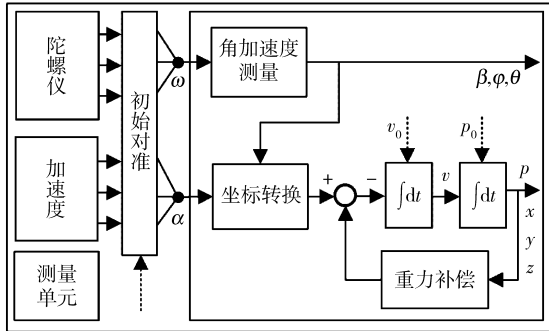 陀螺仪
加速度
测量
单元
初始对准
ω
α
角加速度
测量
β,φ,θ
坐标转换
+
−
v₀
p₀
∫dt
v
∫dt
p
x
y
z
重力补偿